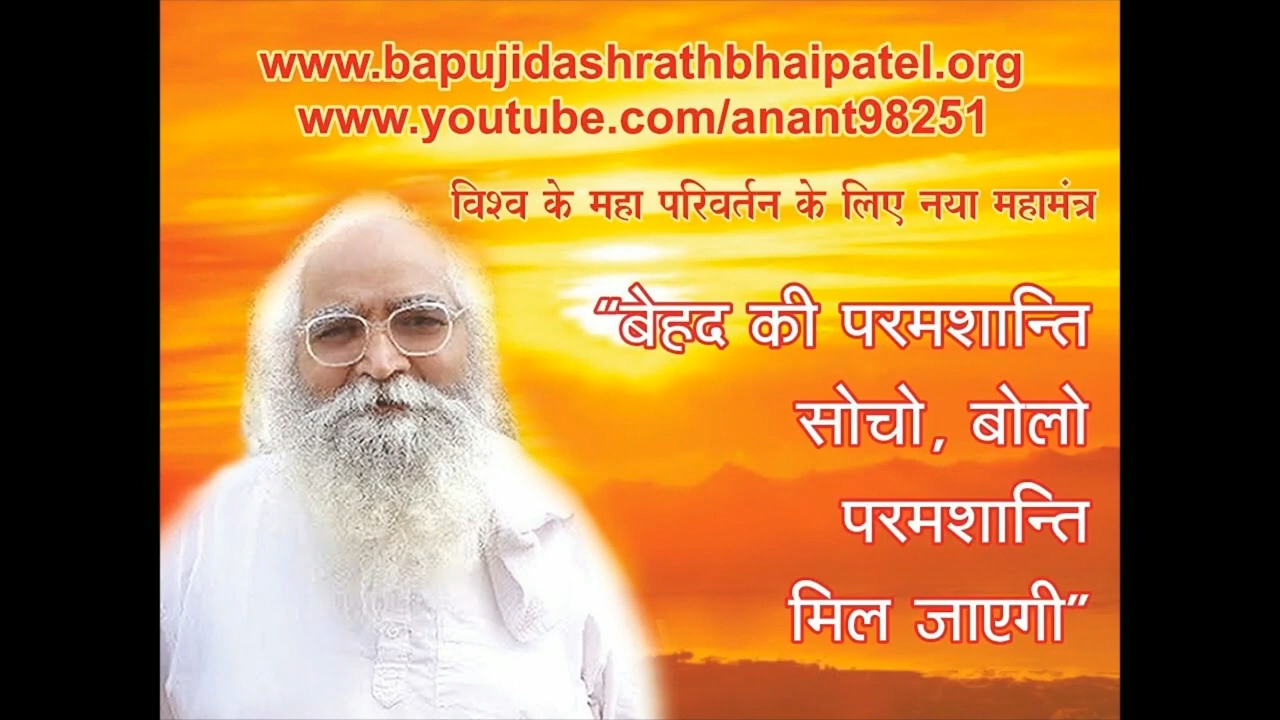 www.bapujidashrathbhaipatel.org
www.youtube.com/anant98251
विश्व के महा परिवर्तन के लिए नया महामंत्र
“बेहद की परमशान्ति
सोचो, बोलो
परमशान्ति
मिल जाएगी”